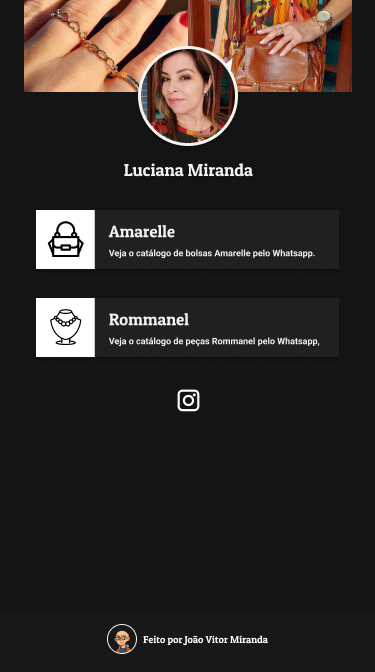 Luciana Miranda
Amarelle
Veja o catálogo de bolsas Amarelle pelo Whatsapp.
Rommanel
Veja o catálogo de peças Rommanel pelo Whatsapp,
Feito por João Vitor Miranda